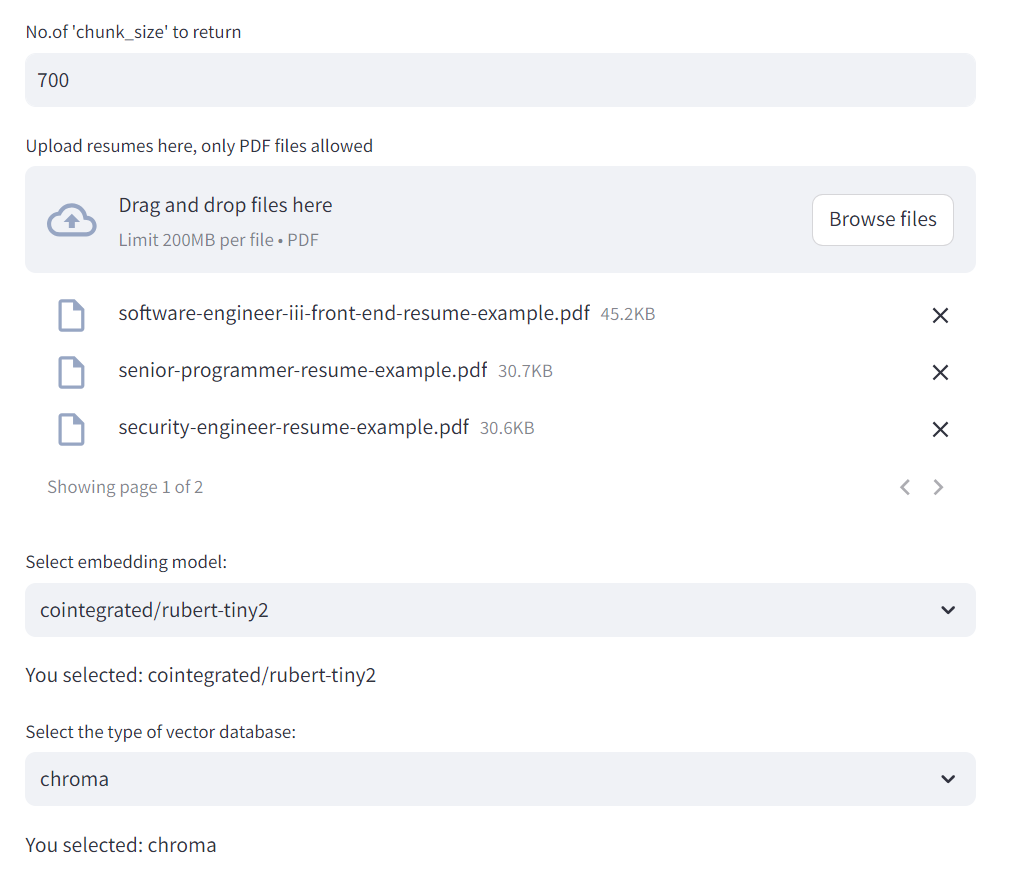 No.of 'chunk_size' to return
700
Upload resumes here, only PDF files allowed
Drag and drop files here
Limit 200MB per file • PDF
Browse files
software-engineer-iii-front-end-resume-example.pdf 45.2KB
senior-programmer-resume-example.pdf 30.7KB
security-engineer-resume-example.pdf 30.6KB
Showing page 1 of 2
Select embedding model:
cointegrated/rubert-tiny2
You selected: cointegrated/rubert-tiny2
Select the type of vector database:
chroma
You selected: chroma